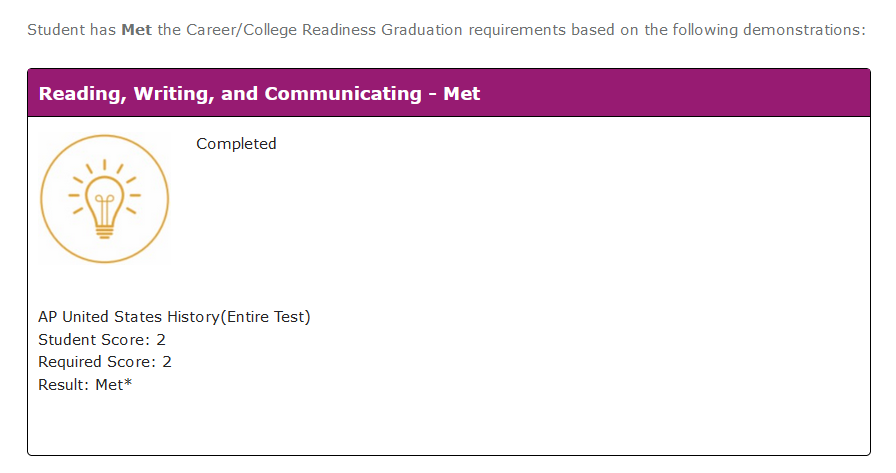 Student has Met the Career/College Readiness Graduation requirements based on the following demonstrations:
Reading, Writing, and Communicating - Met
Completed
AP United States History(Entire Test)
Student Score: 2
Required Score: 2
Result: Met*